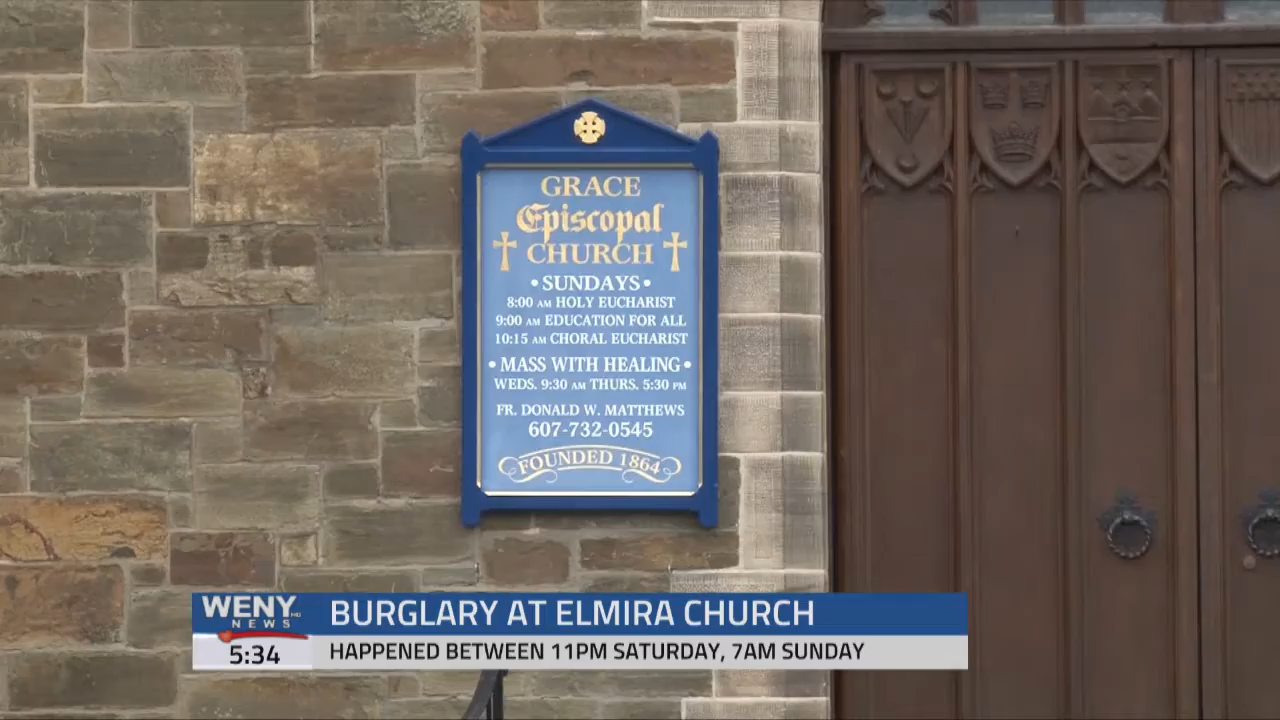 GRACE
Episcopal
CHURCH
• SUNDAYS •
8:00 AM HOLY EUCHARIST
9:00 AM EDUCATION FOR ALL
10:15 AM CHORAL EUCHARIST
• MASS WITH HEALING •
WEDS. 9:30 AM THURS. 5:30 PM
FR. DONALD W. MATTHEWS
607-732-0545
FOUNDED 1864
WENY HD
NEWS
5:34
BURGLARY AT ELMIRA CHURCH
HAPPENED BETWEEN 11PM SATURDAY, 7AM SUNDAY